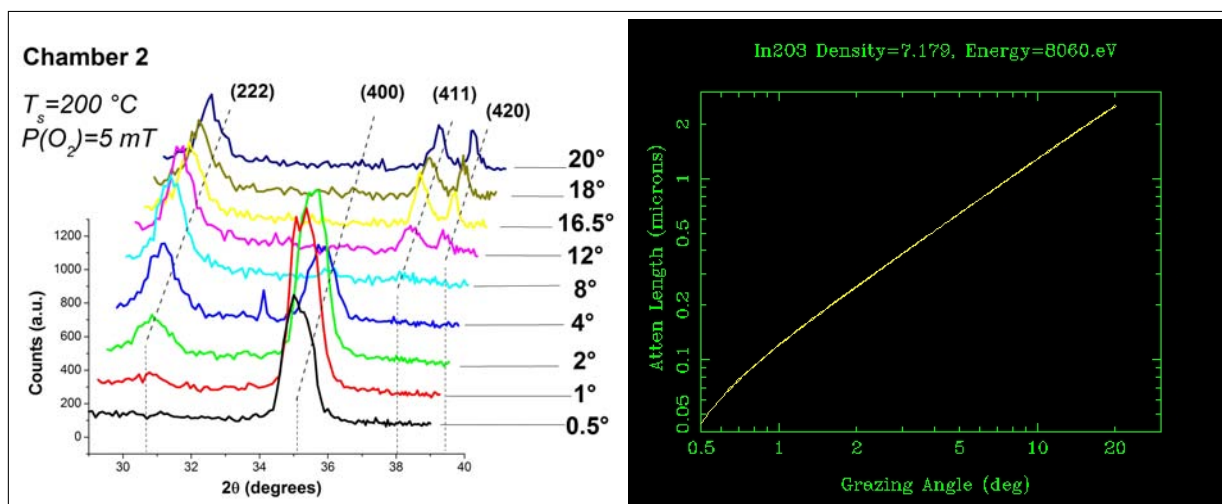 Chamber 2
T_s =200 °C
P(O_2)=5 mT
(222)
(400)
(411)
(420)
20°
18°
16.5°
12°
8°
4°
2°
1°
0.5°
1200
1000
800
600
400
200
0
Counts (a.u.)
30 32 34 36 38 40
2θ (degrees)
In2O3 Density=7.179, Energy=8060.eV
2
1
0.5
0.2
0.1
0.05
Atten Length (microns)
0.5 1 2 5 10 20
Grazing Angle (deg)